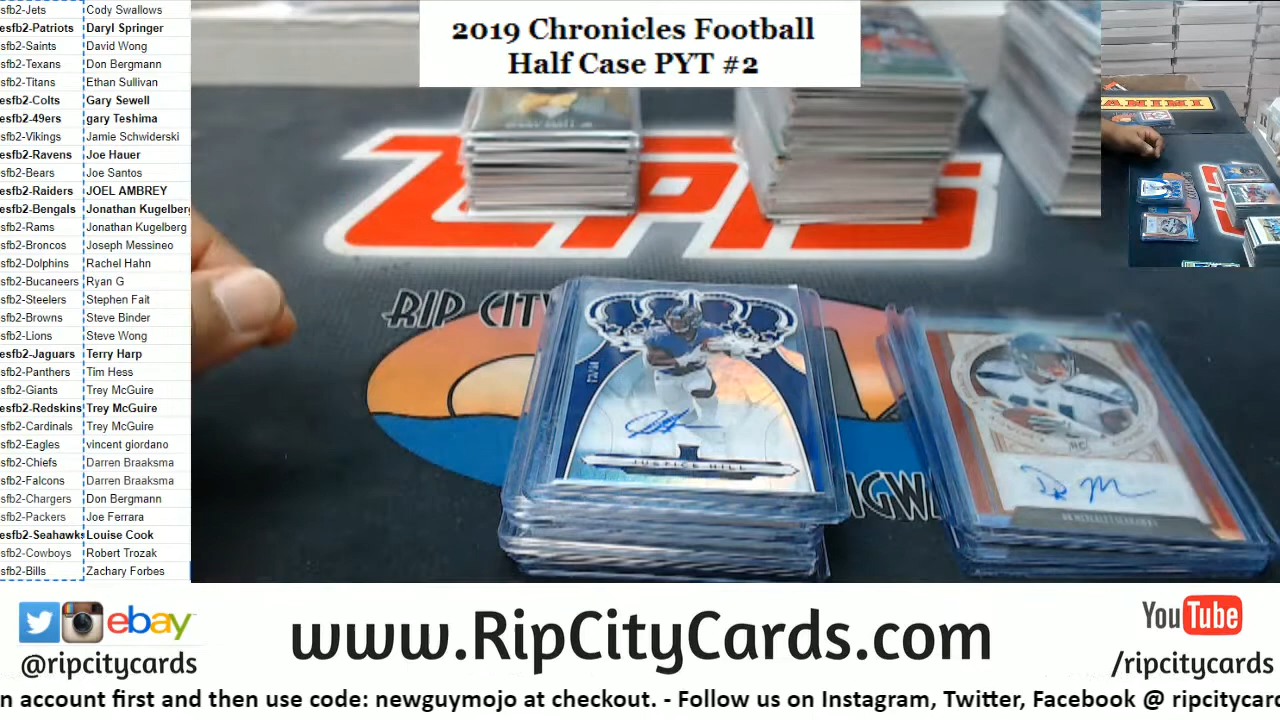 sfb2-Jets Cody Swallows
esfb2-Patriots Daryl Springer
sfb2-Saints David Wong
sfb2-Texans Don Bergmann
sfb2-Titans Ethan Sullivan
esfb2-Colts Gary Sewell
esfb2-49ers gary Teshima
sfb2-Vikings Jamie Schwiderski
esfb2-Ravens Joe Hauer
sfb2-Bears Joe Santos
esfb2-Raiders JOEL AMBREY
esfb2-Bengals Jonathan Kugelberg
sfb2-Rams Jonathan Kugelberg
sfb2-Broncos Joseph Messineo
sfb2-Dolphins Rachel Hahn
sfb2-Bucaneers Ryan G
sfb2-Steelers Stephen Fait
sfb2-Browns Steve Binder
sfb2-Lions Steve Wong
esfb2-Jaguars Terry Harp
sfb2-Panthers Tim Hess
sfb2-Giants Trey McGuire
esfb2-Redskins Trey McGuire
sfb2-Cardinals Trey McGuire
sfb2-Eagles vincent giordano
sfb2-Chiefs Darren Braaksma
sfb2-Falcons Darren Braaksma
sfb2-Chargers Don Bergmann
sfb2-Packers Joe Ferrara
esfb2-Seahawks Louise Cook
sfb2-Cowboys Robert Trozak
sfb2-Bills Zachary Forbes
2019 Chronicles Football
Half Case PYT #2
PANINI
RIP CITY
JUSTICE HILL
RC
DK METCALF SEAHAWKS
ebay
@ripcitycards
www.RipCityCards.com
YouTube
/ripcitycards
n account first and then use code: newguymojo at checkout. - Follow us on Instagram, Twitter, Facebook @ ripcitycard